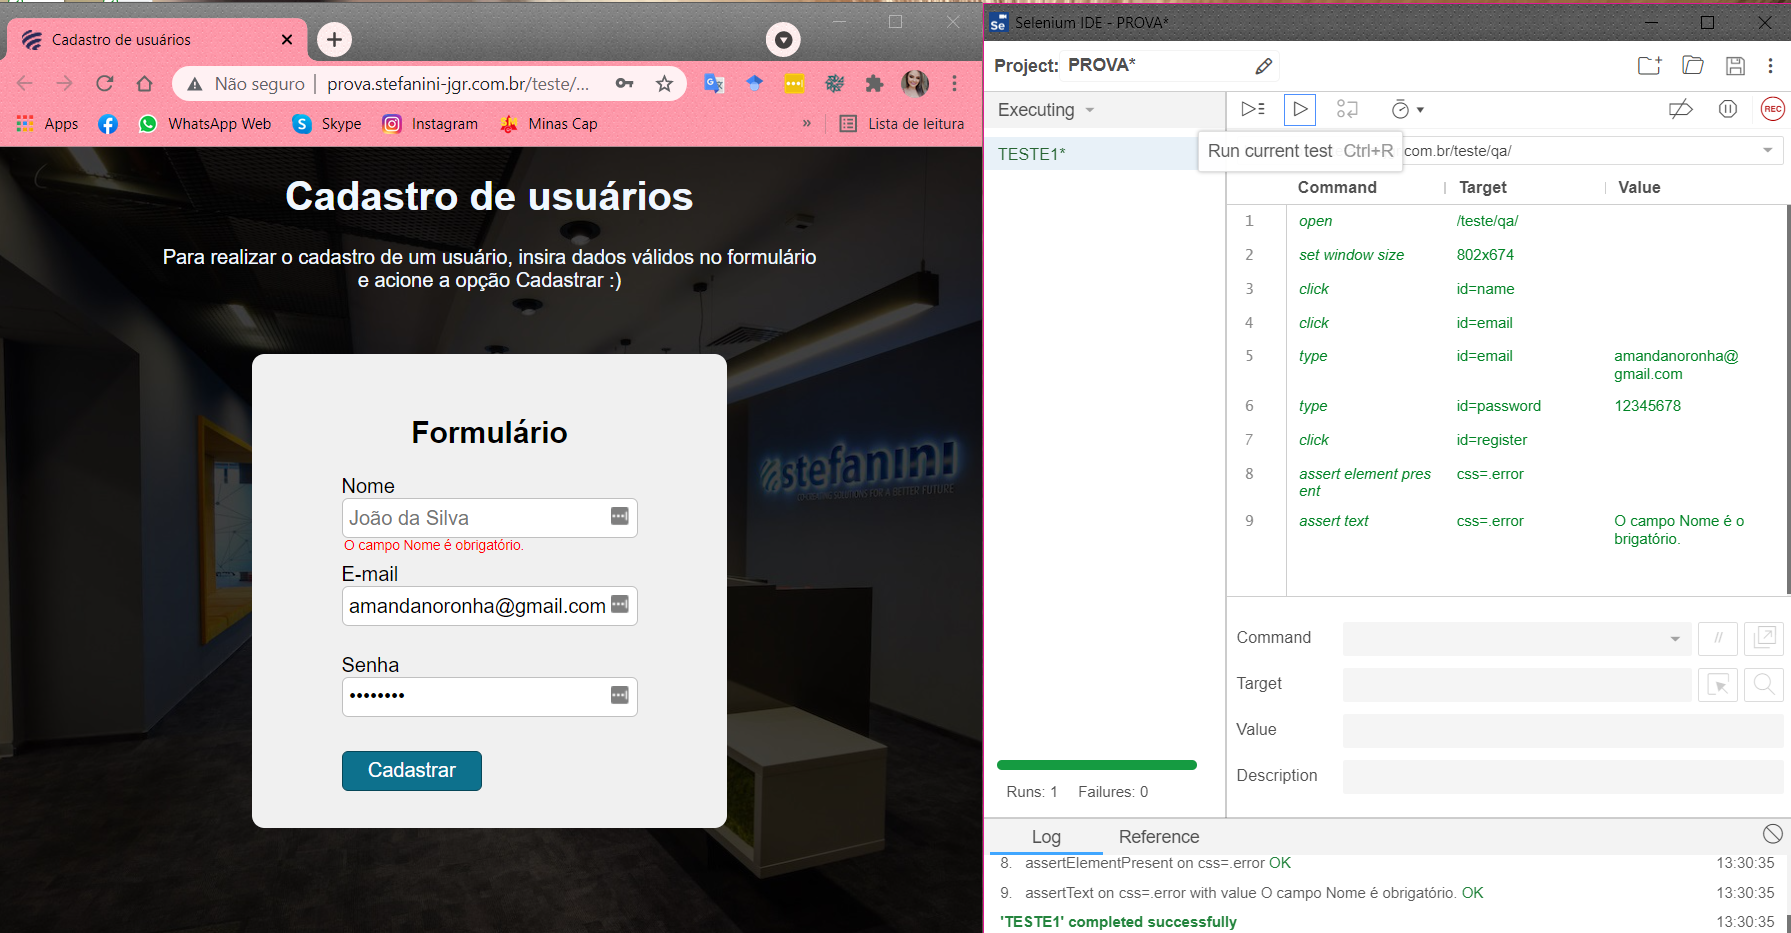 Cadastro de usuários
Não seguro
prova.stefanini-jgr.com.br/teste/...
Apps
WhatsApp Web
Skype
Instagram
Minas Cap
»
Lista de leitura
Cadastro de usuários
Para realizar o cadastro de um usuário, insira dados válidos no formulário
e acione a opção Cadastrar :)
stefanini
Formulário
Nome
João da Silva
O campo Nome é obrigatório.
E-mail
amandanoronha@gmail.com
Senha
••••••••
Cadastrar
Se Selenium IDE - PROVA*
Project: PROVA*
Executing
REC
TESTE1*
Run current test Ctrl+R
.com.br/teste/qa/
Command Target Value
1 open /teste/qa/
2 set window size 802x674
3 click id=name
4 click id=email
5 type id=email amandanoronha@
gmail.com
6 type id=password 12345678
7 click id=register
8 assert element pres css=.error
ent
9 assert text css=.error O campo Nome é o
brigatório.
Command
//
Target
Value
Description
Runs: 1 Failures: 0
Log Reference
8. assertElementPresent on css=.error OK 13:30:35
9. assertText on css=.error with value O campo Nome é obrigatório. OK 13:30:35
'TESTE1' completed successfully 13:30:35